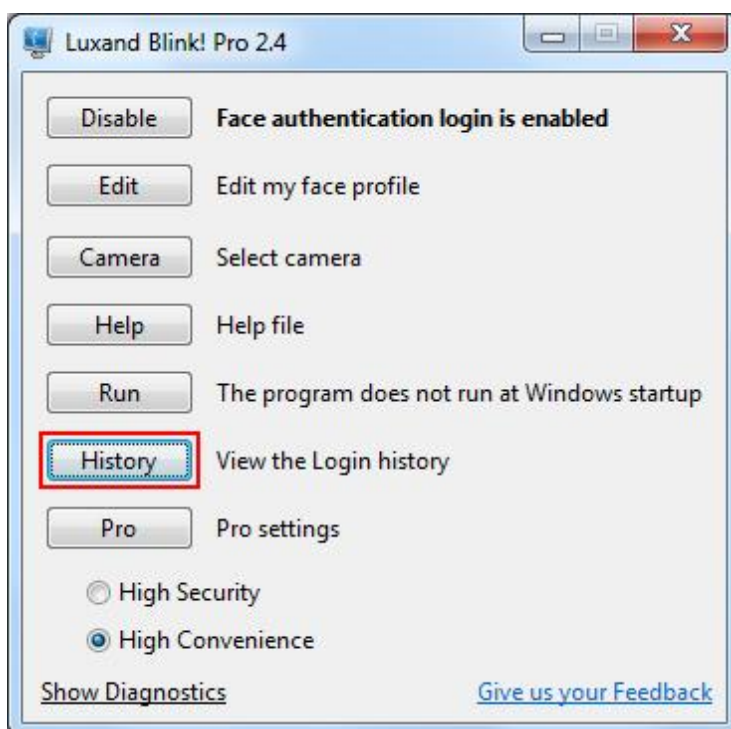 Luxand Blink! Pro 2.4
Disable Face authentication login is enabled
Edit Edit my face profile
Camera Select camera
Help Help file
Run The program does not run at Windows startup
History View the Login history
Pro Pro settings
High Security
High Convenience
Show Diagnostics Give us your Feedback